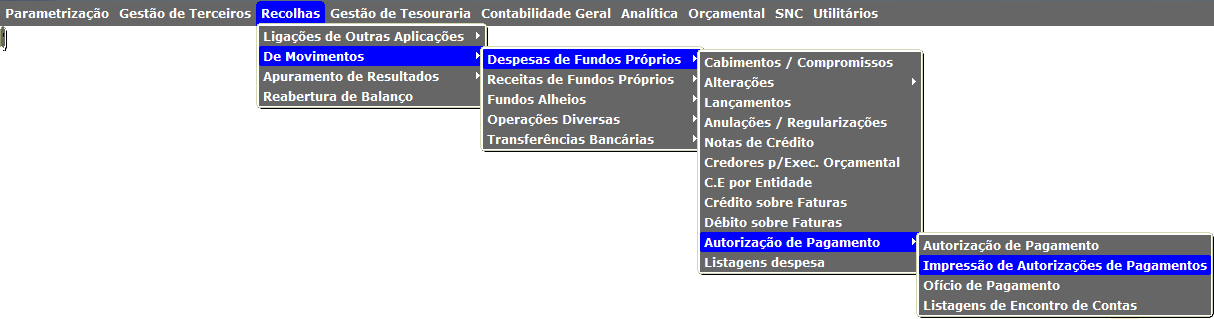 Parametrização Gestão de Terceiros Recolhas Gestão de Tesouraria Contabilidade Geral Analítica Orçamental SNC Utilitários
Ligações de Outras Aplicações
De Movimentos
Apuramento de Resultados
Reabertura de Balanço
Despesas de Fundos Próprios
Receitas de Fundos Próprios
Fundos Alheios
Operações Diversas
Transferências Bancárias
Cabimentos / Compromissos
Alterações
Lançamentos
Anulações / Regularizações
Notas de Crédito
Credores p/Exec. Orçamental
C.E por Entidade
Crédito sobre Faturas
Débito sobre Faturas
Autorização de Pagamento
Listagens despesa
Autorização de Pagamento
Impressão de Autorizações de Pagamentos
Ofício de Pagamento
Listagens de Encontro de Contas